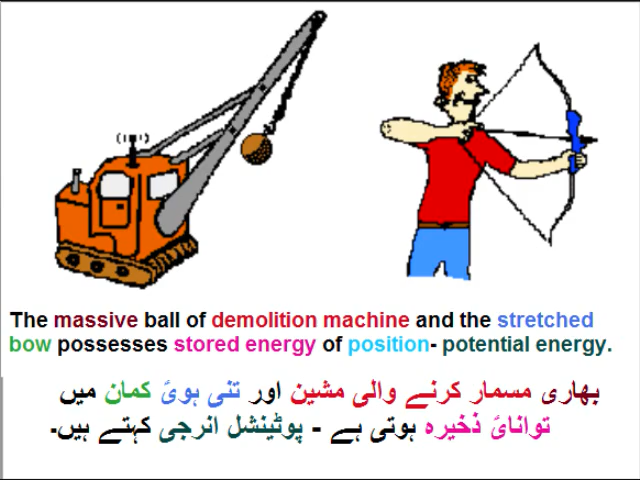 The massive ball of demolition machine and the stretched
bow possesses stored energy of position- potential energy.
بھاری مسمار کرنے والی مشین اور تنی ہوئ کمان میں
توانائ ذخیرہ ہوتی ہے - پوٹینشل انرجی کہتے ہیں۔